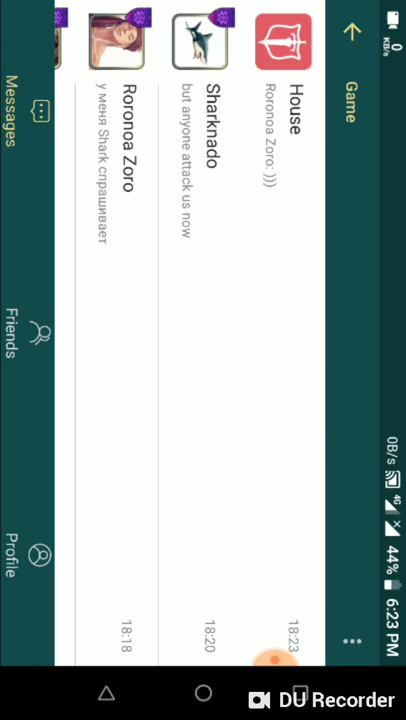 0
KB/s
0B/s
4G
44%
6:23 PM
Game
House
18:23
Roronoa Zoro: )))
Sharknado
18:20
but anyone attack us now
Roronoa Zoro
18:18
у меня Shark спрашивает
Messages
Friends
Profile
DU Recorder